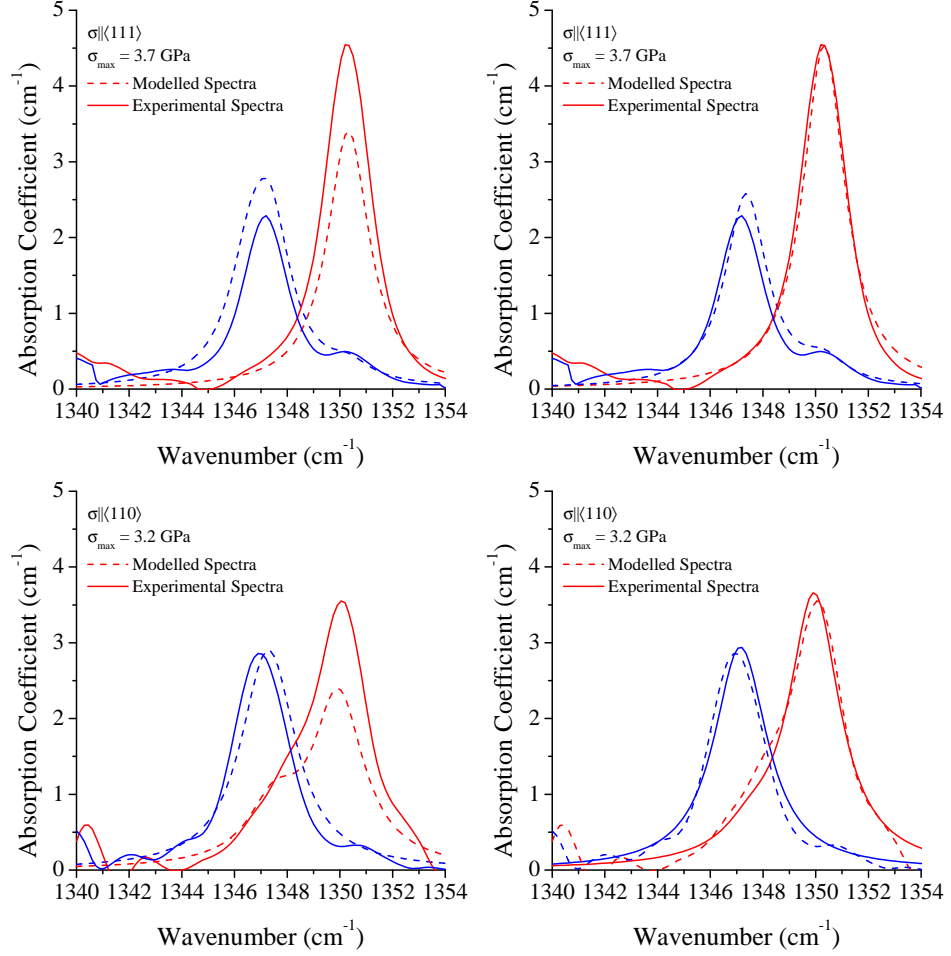 5
4
3
2
1
0
Absorption Coefficient (cm⁻¹)
σ||⟨111⟩
σmax = 3.7 GPa
Modelled Spectra
Experimental Spectra
1340 1342 1344 1346 1348 1350 1352 1354
Wavenumber (cm⁻¹)
5
4
3
2
1
0
Absorption Coefficient (cm⁻¹)
σ||⟨111⟩
σmax = 3.7 GPa
Modelled Spectra
Experimental Spectra
1340 1342 1344 1346 1348 1350 1352 1354
Wavenumber (cm⁻¹)
5
4
3
2
1
0
Absorption Coefficient (cm⁻¹)
σ||⟨110⟩
σmax = 3.2 GPa
Modelled Spectra
Experimental Spectra
1340 1342 1344 1346 1348 1350 1352 1354
Wavenumber (cm⁻¹)
5
4
3
2
1
0
Absorption Coefficient (cm⁻¹)
σ||⟨110⟩
σmax = 3.2 GPa
Modelled Spectra
Experimental Spectra
1340 1342 1344 1346 1348 1350 1352 1354
Wavenumber (cm⁻¹)